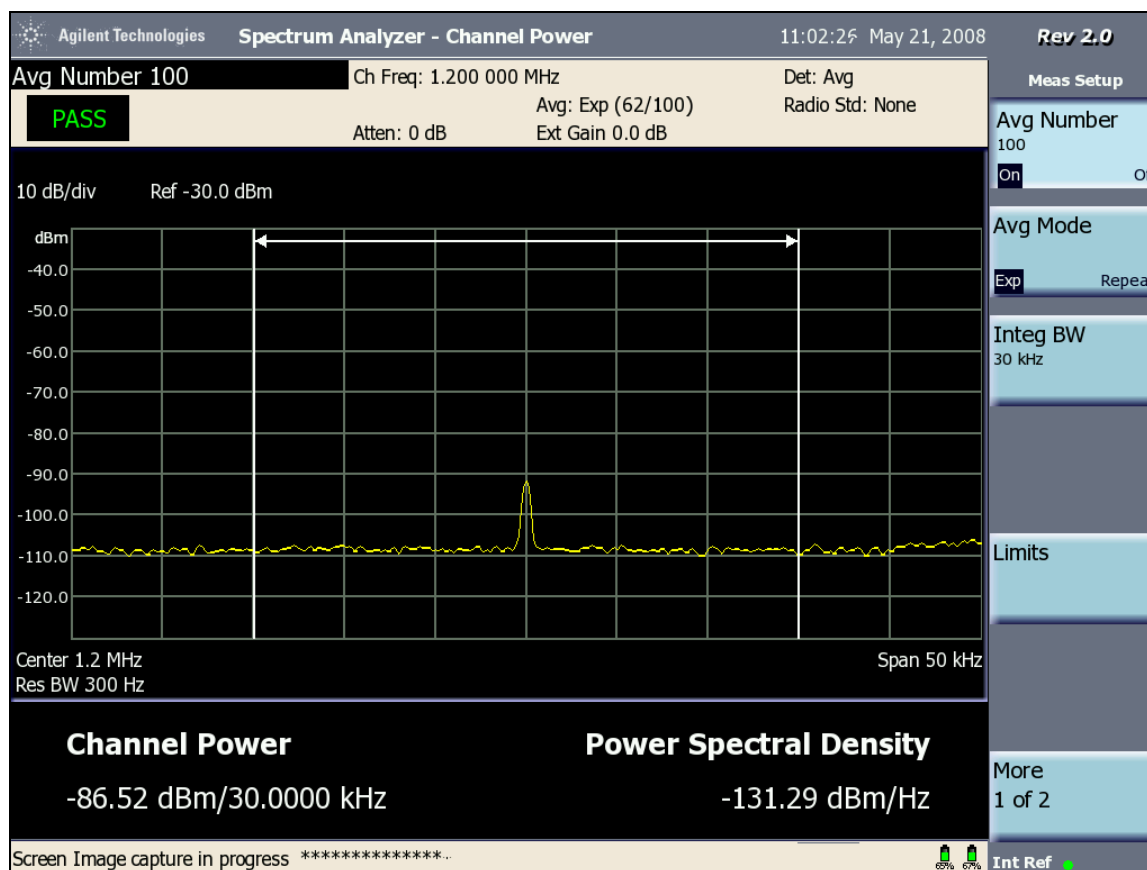 Agilent Technologies Spectrum Analyzer - Channel Power 11:02:26 May 21, 2008 Rev 2.0
Avg Number 100 Ch Freq: 1.200 000 MHz Det: Avg
PASS Avg: Exp (62/100) Radio Std: None
Atten: 0 dB Ext Gain 0.0 dB
10 dB/div Ref -30.0 dBm
dBm
-40.0
-50.0
-60.0
-70.0
-80.0
-90.0
-100.0
-110.0
-120.0
Center 1.2 MHz Span 50 kHz
Res BW 300 Hz
Channel Power Power Spectral Density
-86.52 dBm/30.0000 kHz -131.29 dBm/Hz
Screen Image capture in progress **************.. 65% 67%
Meas Setup
Avg Number
100
On
Avg Mode
Exp Repea
Integ BW
30 kHz
Limits
More
1 of 2
Int Ref